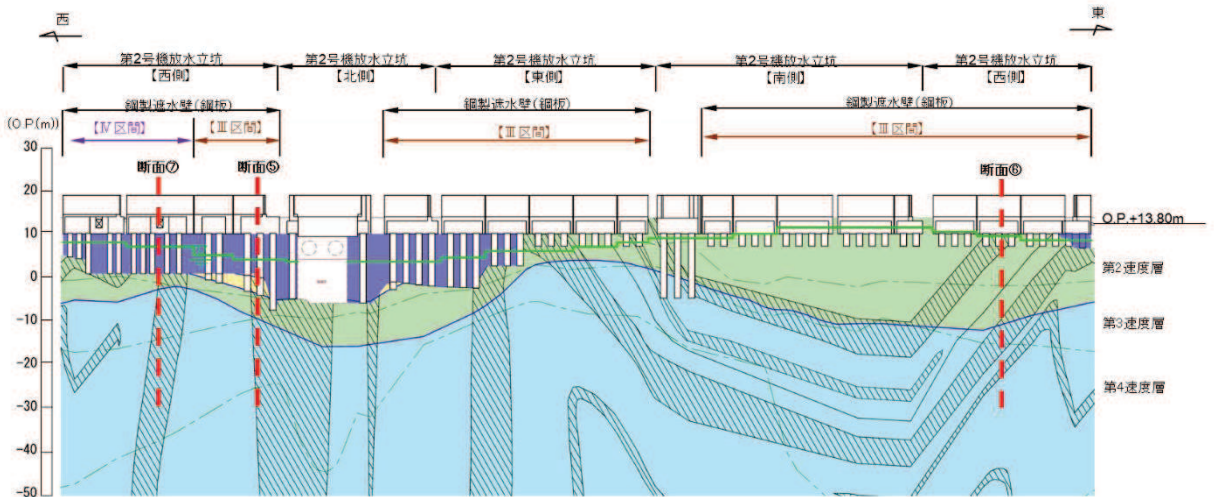 西
東
第2号機放水立坑
【西側】
第2号機放水立坑
【北側】
第2号機放水立坑
【東側】
第2号機放水立坑
【南側】
第2号機放水立坑
【西側】
鋼製遮水壁(鋼板)
鋼製遮水壁(鋼板)
鋼製遮水壁(鋼板)
【Ⅳ区間】
【Ⅲ区間】
【Ⅲ区間】
【Ⅲ区間】
(O.P.(m))
断面⑦
断面⑤
断面⑥
30
20
10
0
-10
-20
-30
-40
-50
O.P.+13.80m
第2速度層
第3速度層
第4速度層